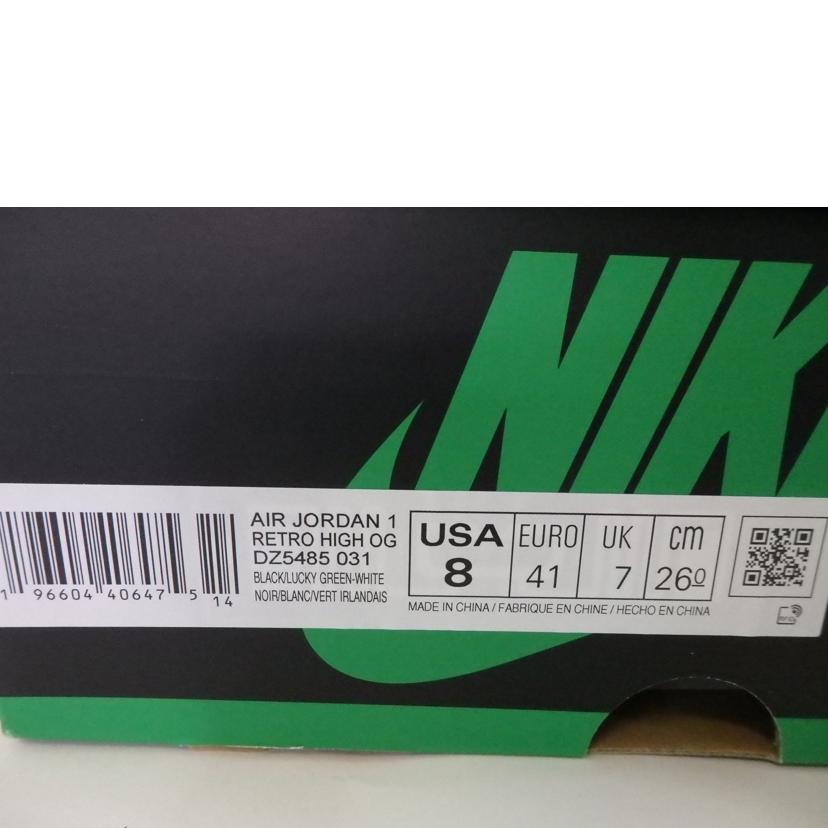 NIK
AIR JORDAN 1
RETRO HIGH OG
DZ5485 031
BLACK/LUCKY GREEN-WHITE
NOIR/BLANC/VERT IRLANDAIS
1 96604 40647 5 14
USA EURO UK cm
8 41 7 26 0
MADE IN CHINA / FABRIQUE EN CHINE / HECHO EN CHINA